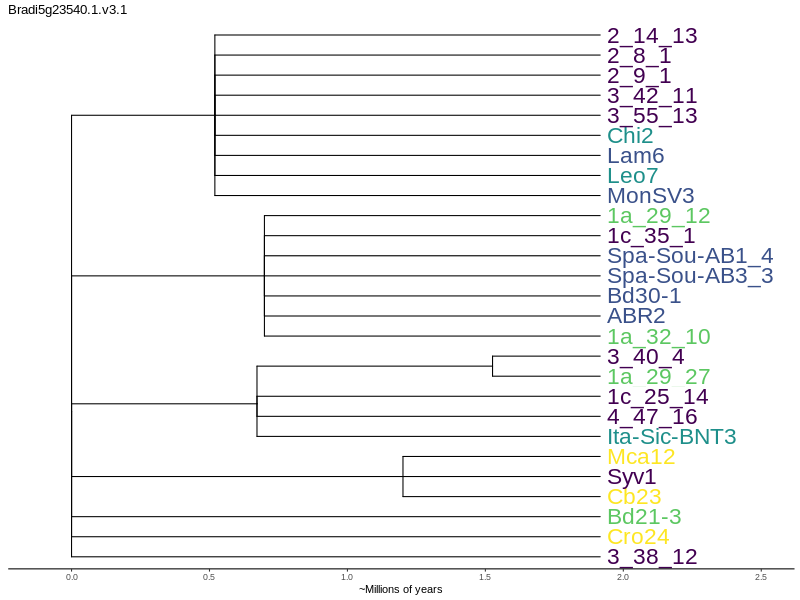 Bradi5g23540.1.v3.1
2_14_13
2_8_1
2_9_1
3_42_11
3_55_13
Chi2
Lam6
Leo7
MonSV3
1a_29_12
1c_35_1
Spa-Sou-AB1_4
Spa-Sou-AB3_3
Bd30-1
ABR2
1a_32_10
3_40_4
1a_29_27
1c_25_14
4_47_16
Ita-Sic-BNT3
Mca12
Syv1
Cb23
Bd21-3
Cro24
3_38_12
0.0 0.5 1.0 1.5 2.0 2.5
~Millions of years